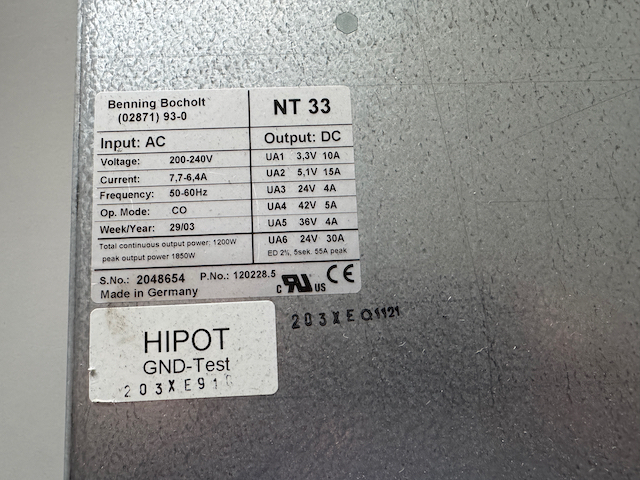 Benning Bocholt
(02871) 93-0
NT 33
Input: AC
Voltage: 200-240V
Current: 7,7-6,4A
Frequency: 50-60Hz
Op. Mode: CO
Week/Year: 29/03
Total continuous output power: 1200W
peak output power 1850W
Output: DC
UA1 3,3V 10A
UA2 5,1V 15A
UA3 24V 4A
UA4 42V 5A
UA5 36V 4A
UA6 24V 30A
ED 2%, 5sek. 55A peak
S.No.: 2048654 P.No.: 120228.5
Made in Germany
C RU US CE
203XEQ1121
HIPOT
GND-Test
203XE91